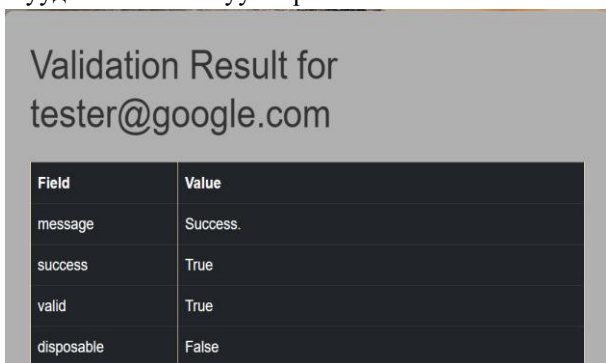 Validation Result for
tester@google.com
Field Value
message Success.
success True
valid True
disposable False